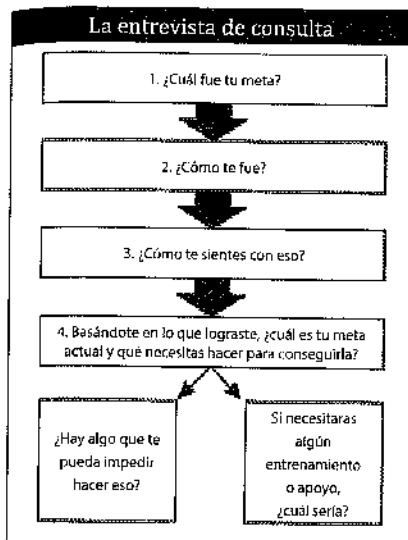 La entrevista de consulta
1. ¿Cuál fue tu meta?
2. ¿Cómo te fue?
3. ¿Cómo te sientes con eso?
4. Basándote en lo que lograste, ¿cuál es tu meta
actual y qué necesitas hacer para conseguirla?
¿Hay algo que te
pueda impedir
hacer eso?
Si necesitaras
algún
entrenamiento
o apoyo,
¿cuál sería?